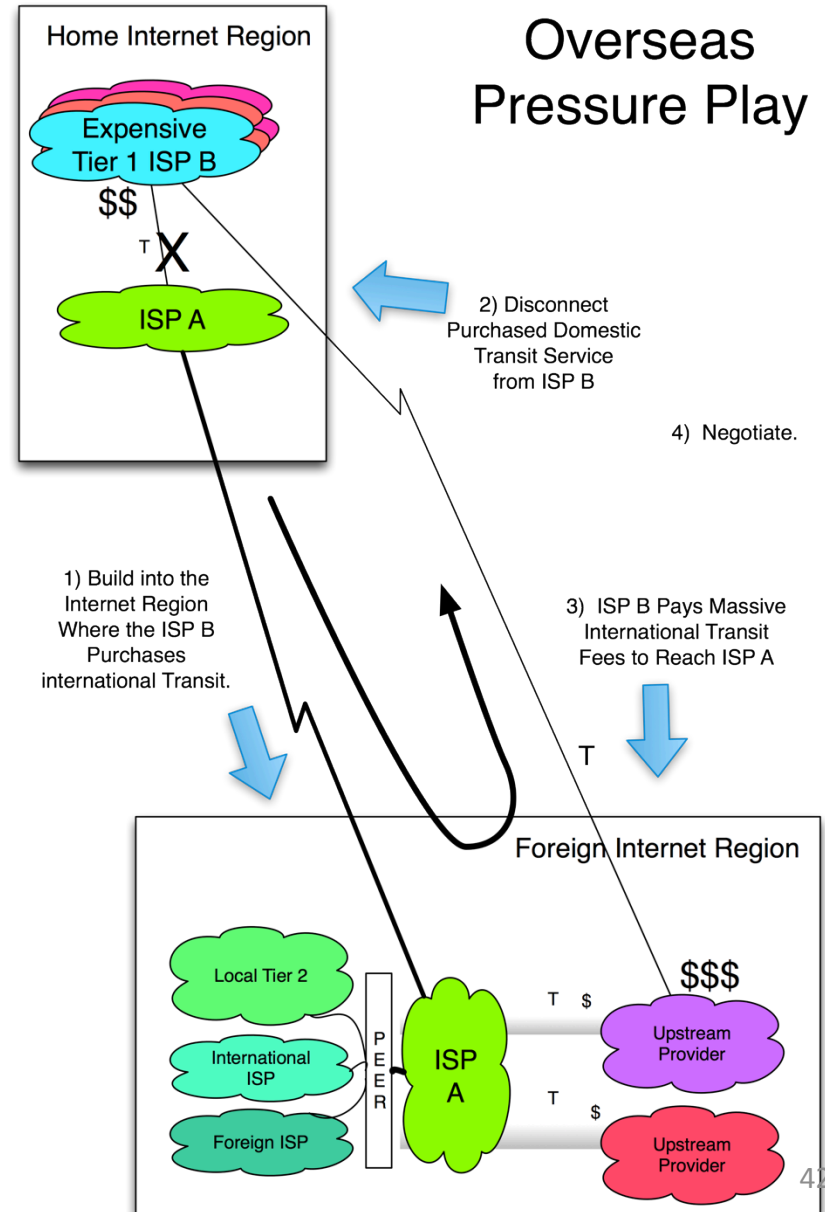 Overseas
Pressure Play
Home Internet Region
Expensive
Tier 1 ISP B
$$
T X
ISP A
2) Disconnect
Purchased Domestic
Transit Service
from ISP B
4) Negotiate.
1) Build into the
Internet Region
Where the ISP B
Purchases
international Transit.
3) ISP B Pays Massive
International Transit
Fees to Reach ISP A
T
Foreign Internet Region
Local Tier 2
International
ISP
Foreign ISP
P
E
E
R
ISP
A
T $
T $
$$$
Upstream
Provider
Upstream
Provider
42